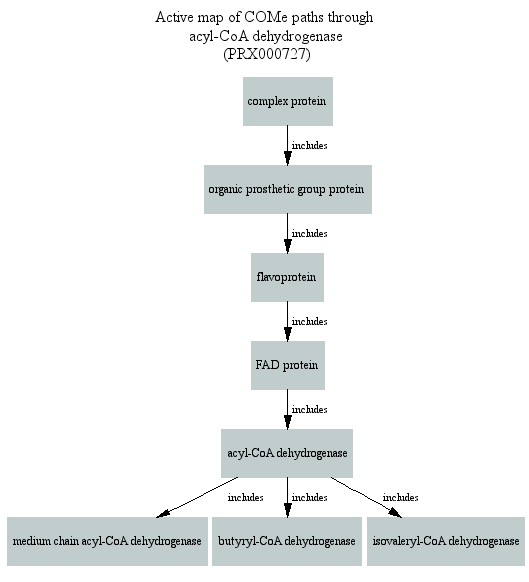 Active map of COMe paths through
acyl-CoA dehydrogenase
(PRX000727)
complex protein
includes
organic prosthetic group protein
includes
flavoprotein
includes
FAD protein
includes
acyl-CoA dehydrogenase
includes includes includes
medium chain acyl-CoA dehydrogenase butyryl-CoA dehydrogenase isovaleryl-CoA dehydrogenase